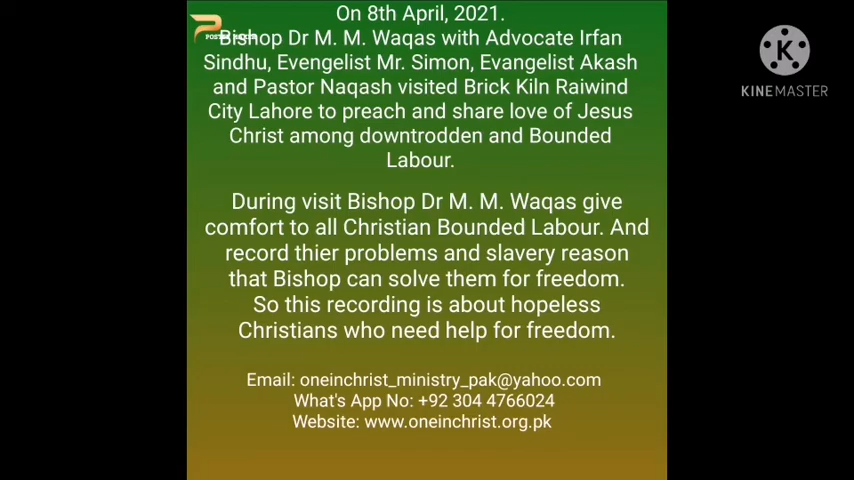 On 8th April, 2021.
Bishop Dr M. M. Waqas with Advocate Irfan
Sindhu, Evengelist Mr. Simon, Evangelist Akash
and Pastor Naqash visited Brick Kiln Raiwind
City Lahore to preach and share love of Jesus
Christ among downtrodden and Bounded
Labour.
During visit Bishop Dr M. M. Waqas give
comfort to all Christian Bounded Labour. And
record thier problems and slavery reason
that Bishop can solve them for freedom.
So this recording is about hopeless
Christians who need help for freedom.
Email: oneinchrist_ministry_pak@yahoo.com
What's App No: +92 304 4766024
Website: www.oneinchrist.org.pk
K
KINEMASTER